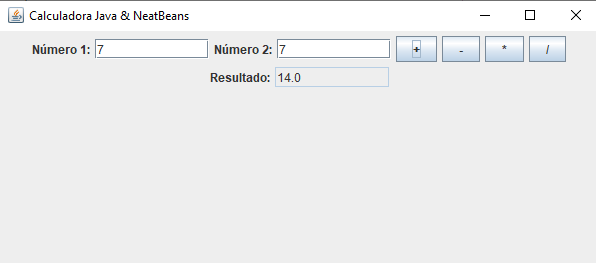 Calculadora Java & NeatBeans
Número 1: 7 Número 2: 7 + - * /
Resultado: 14.0